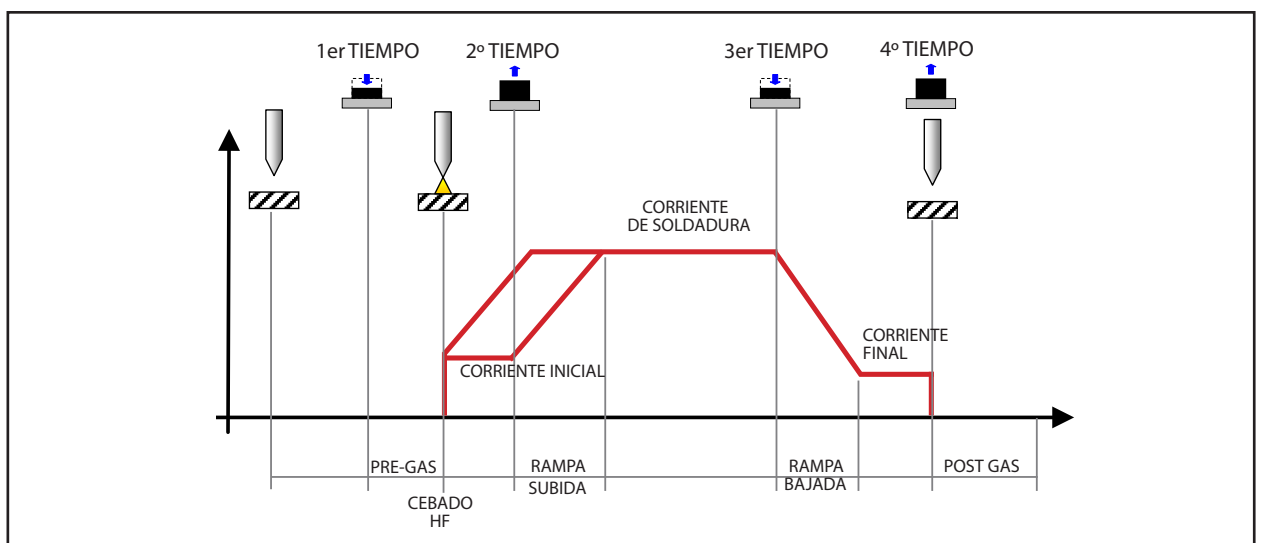 1er TIEMPO
2º TIEMPO
3er TIEMPO
4º TIEMPO
CORRIENTE
DE SOLDADURA
CORRIENTE
FINAL
CORRIENTE INICIAL
PRE-GAS
RAMPA
SUBIDA
RAMPA
BAJADA
POST GAS
CEBADO
HF